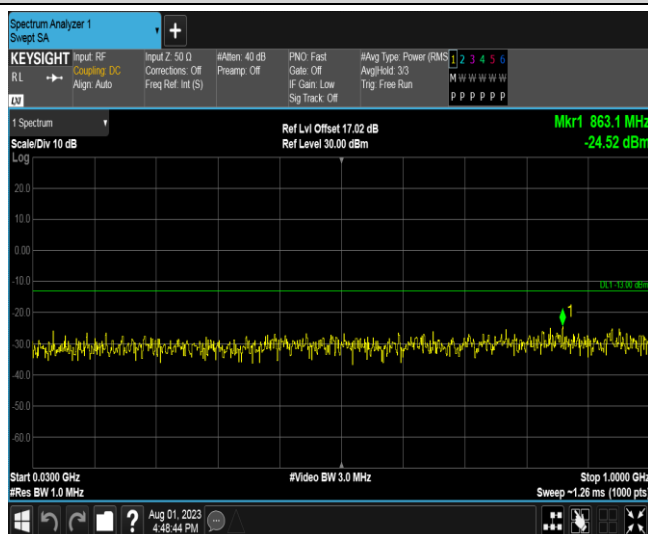 Spectrum Analyzer 1
Swept SA
+
KEYSIGHT
RL
LXI
Input: RF
Coupling: DC
Align: Auto
Input Z: 50 Ω
Corrections: Off
Freq Ref: Int (S)
#Atten: 40 dB
Preamp: Off
PNO: Fast
Gate: Off
IF Gain: Low
Sig Track: Off
#Avg Type: Power (RMS
Avg|Hold: 3/3
Trig: Free Run
1 2 3 4 5 6
M W W W W W
P P P P P P
1 Spectrum
Scale/Div 10 dB
Log
Ref Lvl Offset 17.02 dB
Ref Level 30.00 dBm
Mkr1 863.1 MHz
-24.52 dBm
20.0
10.0
0.00
-10.0
DL1 -13.00 dBm
-20.0
1
-30.0
-40.0
-50.0
-60.0
Start 0.0300 GHz
#Res BW 1.0 MHz
#Video BW 3.0 MHz
Stop 1.0000 GHz
Sweep ~1.26 ms (1000 pts)
?
Aug 01, 2023
4:48:44 PM